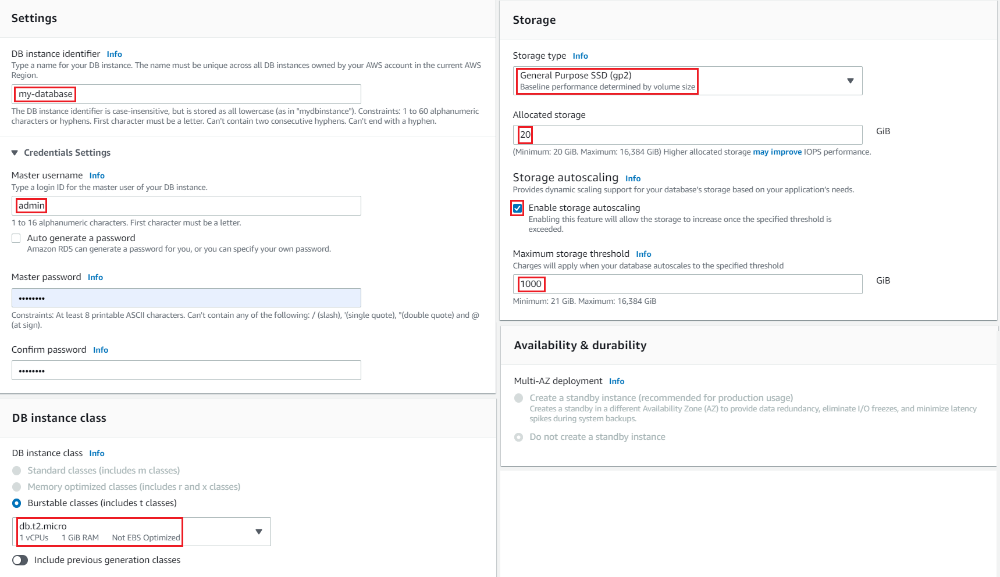 Settings
DB instance identifier Info
Type a name for your DB instance. The name must be unique across all DB instances owned by your AWS account in the current AWS
Region.
my-database
The DB instance identifier is case-insensitive, but is stored as all lowercase (as in "mydbinstance"). Constraints: 1 to 60 alphanumeric
characters or hyphens. First character must be a letter. Can't contain two consecutive hyphens. Can't end with a hyphen.
Credentials Settings
Master username Info
Type a login ID for the master user of your DB instance.
admin
1 to 16 alphanumeric characters. First character must be a letter.
Auto generate a password
Amazon RDS can generate a password for you, or you can specify your own password.
Master password Info
••••••••
Constraints: At least 8 printable ASCII characters. Can't contain any of the following: / (slash), '(single quote), "(double quote) and @
(at sign).
Confirm password Info
••••••••
DB instance class
DB instance class Info
Standard classes (includes m classes)
Memory optimized classes (includes r and x classes)
Burstable classes (includes t classes)
db.t2.micro
1 vCPUs 1 GiB RAM Not EBS Optimized
Include previous generation classes
Storage
Storage type Info
General Purpose SSD (gp2)
Baseline performance determined by volume size
Allocated storage
20
GiB
(Minimum: 20 GiB. Maximum: 16,384 GiB) Higher allocated storage may improve IOPS performance.
Storage autoscaling Info
Provides dynamic scaling support for your database's storage based on your application's needs.
Enable storage autoscaling
Enabling this feature will allow the storage to increase once the specified threshold is
exceeded.
Maximum storage threshold Info
Charges will apply when your database autoscales to the specified threshold
1000
GiB
Minimum: 21 GiB. Maximum: 16,384 GiB
Availability & durability
Multi-AZ deployment Info
Create a standby instance (recommended for production usage)
Creates a standby in a different Availability Zone (AZ) to provide data redundancy, eliminate I/O freezes, and minimize latency
spikes during system backups.
Do not create a standby instance